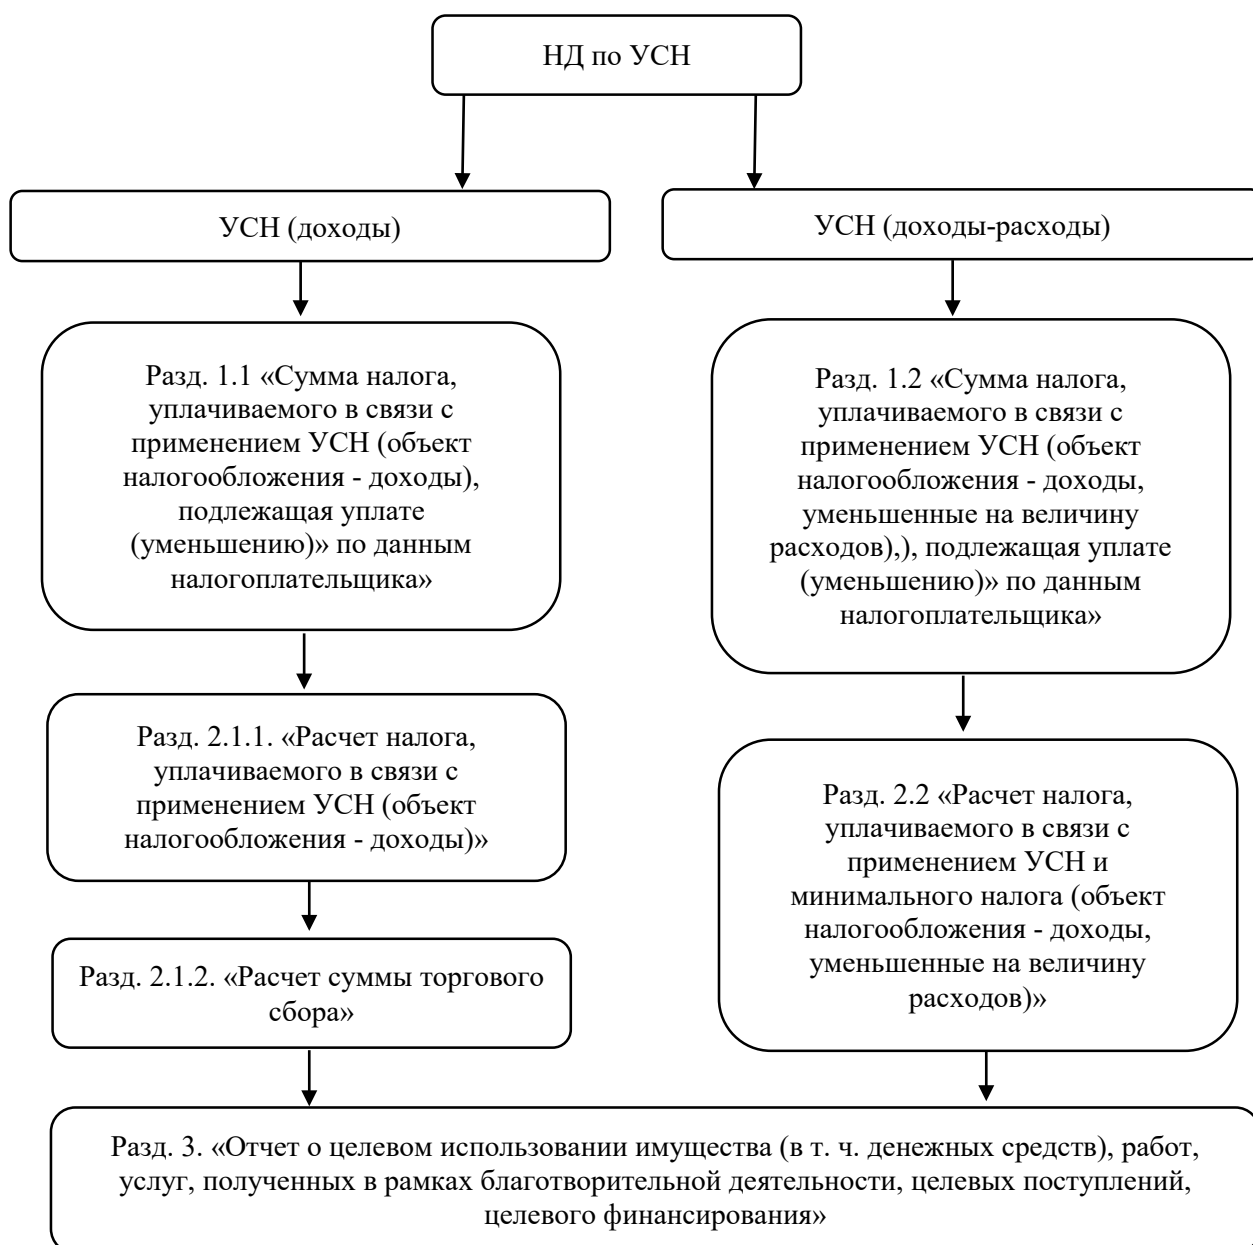 НД по УСН
УСН (доходы)
УСН (доходы-расходы)
Разд. 1.1 «Сумма налога,
уплачиваемого в связи с
применением УСН (объект
налогообложения - доходы),
подлежащая уплате
(уменьшению)» по данным
налогоплательщика»
Разд. 1.2 «Сумма налога,
уплачиваемого в связи с
применением УСН (объект
налогообложения - доходы,
уменьшенные на величину
расходов),), подлежащая уплате
(уменьшению)» по данным
налогоплательщика»
Разд. 2.1.1. «Расчет налога,
уплачиваемого в связи с
применением УСН (объект
налогообложения - доходы)»
Разд. 2.2 «Расчет налога,
уплачиваемого в связи с
применением УСН и
минимального налога (объект
налогообложения - доходы,
уменьшенные на величину
расходов)»
Разд. 2.1.2. «Расчет суммы торгового
сбора»
Разд. 3. «Отчет о целевом использовании имущества (в т. ч. денежных средств), работ,
услуг, полученных в рамках благотворительной деятельности, целевых поступлений,
целевого финансирования»